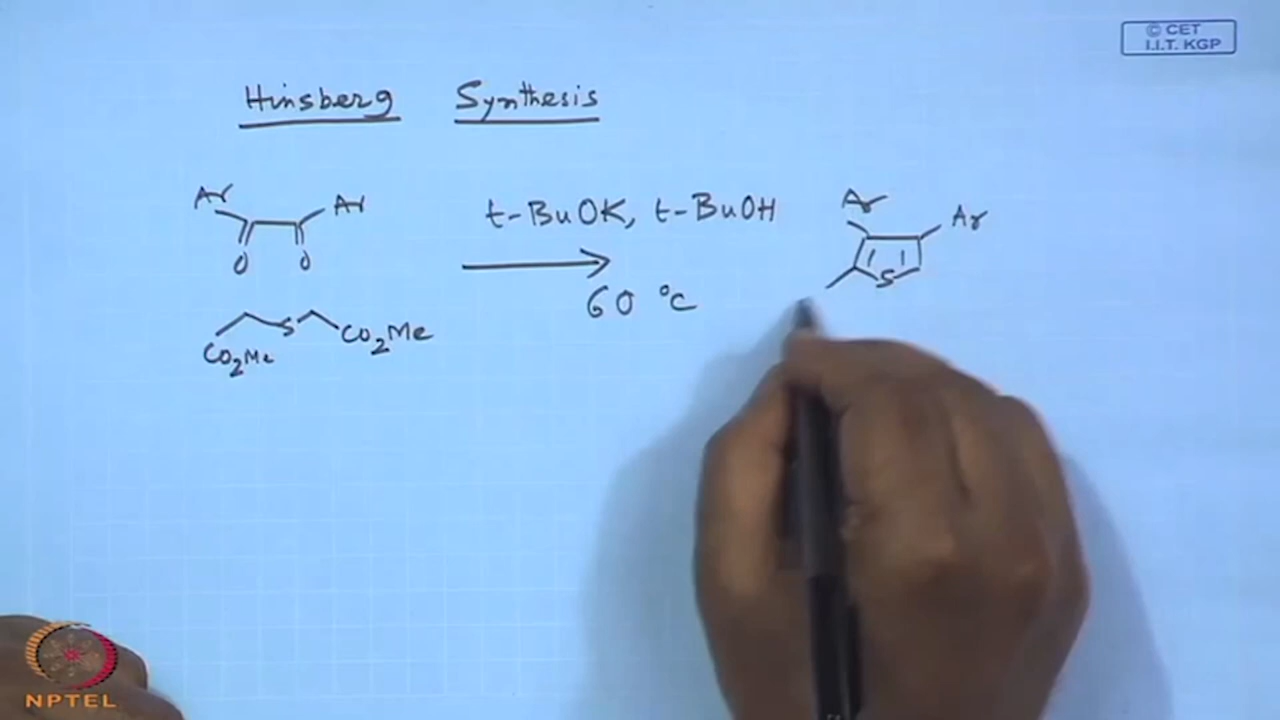 © CET
I.I.T. KGP
Hinsberg Synthesis
Ar Ar
O O
t-BuOK, t-BuOH
60 °C
S
CO2Me CO2Me
Ar Ar
S
NPTEL